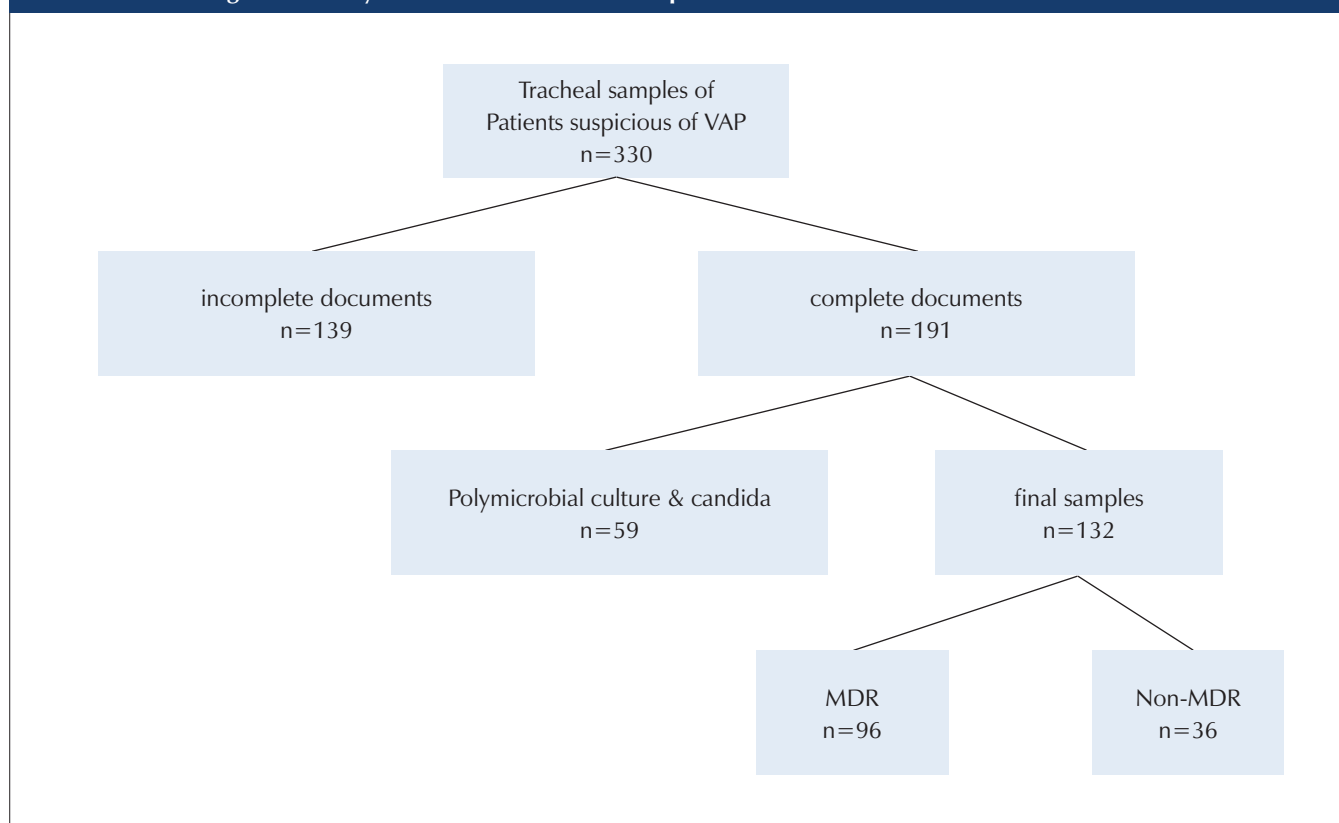 Tracheal samples of
Patients suspicious of VAP
n=330
incomplete documents
n=139
complete documents
n=191
Polymicrobial culture & candida
n=59
final samples
n=132
MDR
n=96
Non-MDR
n=36